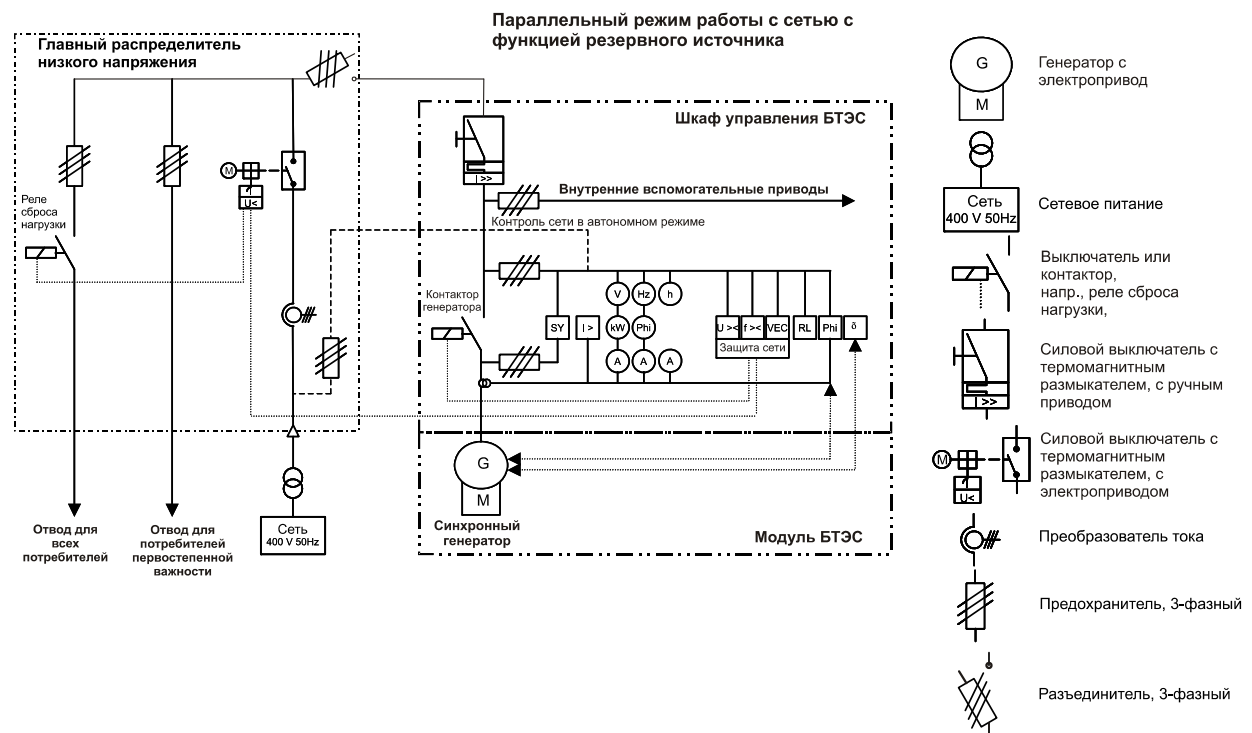 Параллельный режим работы с сетью с
функцией резервного источника
Главный распределитель
низкого напряжения
M
U<
Реле
сброса
нагрузки
Отвод для
всех
потребителей
Отвод для
потребителей
первостепенной
важности
Сеть
400 V 50Hz
Шкаф управления БТЭС
I >>
Внутренние вспомогательные приводы
Контроль сети в автономном режиме
Контактор
генератора
V
Hz
h
SY
I >
kW
Phi
A
A
A
U ><
f ><
VEC
Защита сети
RL
Phi
δ
G
M
Синхронный
генератор
Модуль БТЭС
G
M
Генератор с
электропривод
Сеть
400 V 50Hz
Сетевое питание
Выключатель или
контактор,
напр., реле сброса
нагрузки,
I >>
Силовой выключатель с
термомагнитным
размыкателем, с ручным
приводом
M
U<
Силовой выключатель с
термомагнитным
размыкателем, с
электроприводом
Преобразователь тока
Предохранитель, 3-фазный
Разъединитель, 3-фазный